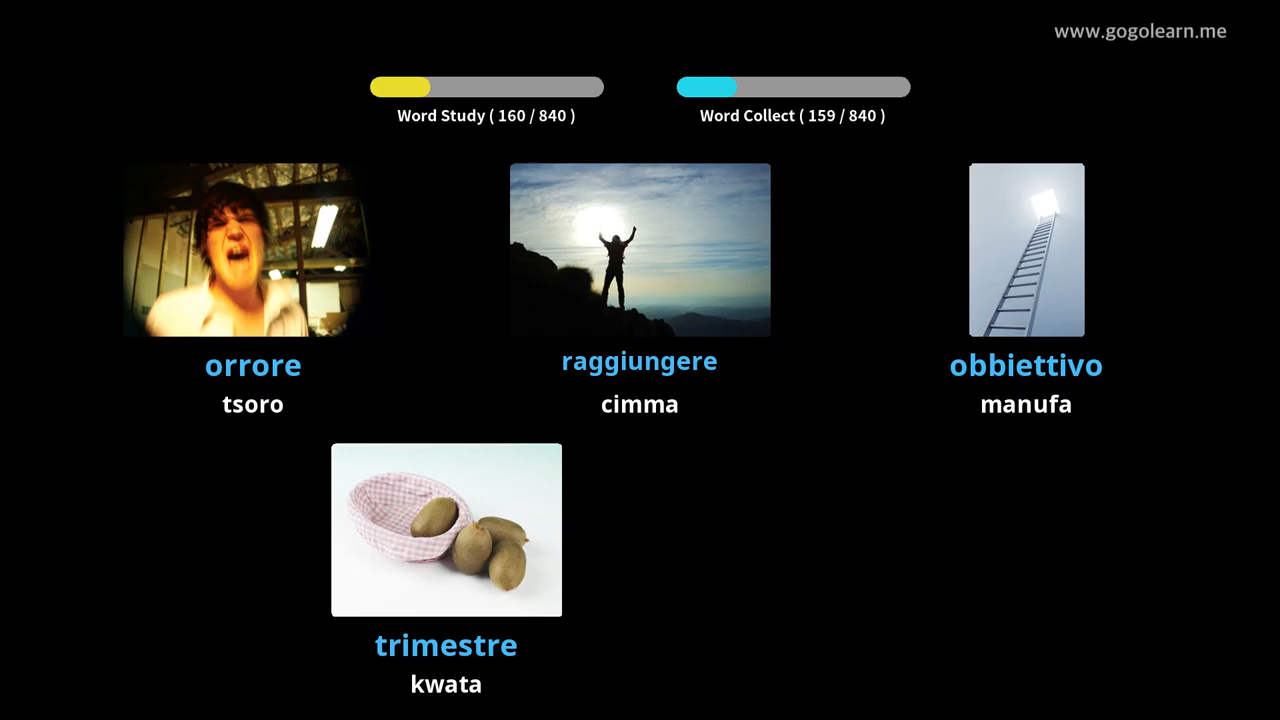 www.gogolearn.me
Word Study ( 160 / 840 )
Word Collect ( 159 / 840 )
orrore
tsoro
raggiungere
cimma
obbiettivo
manufa
trimestre
kwata